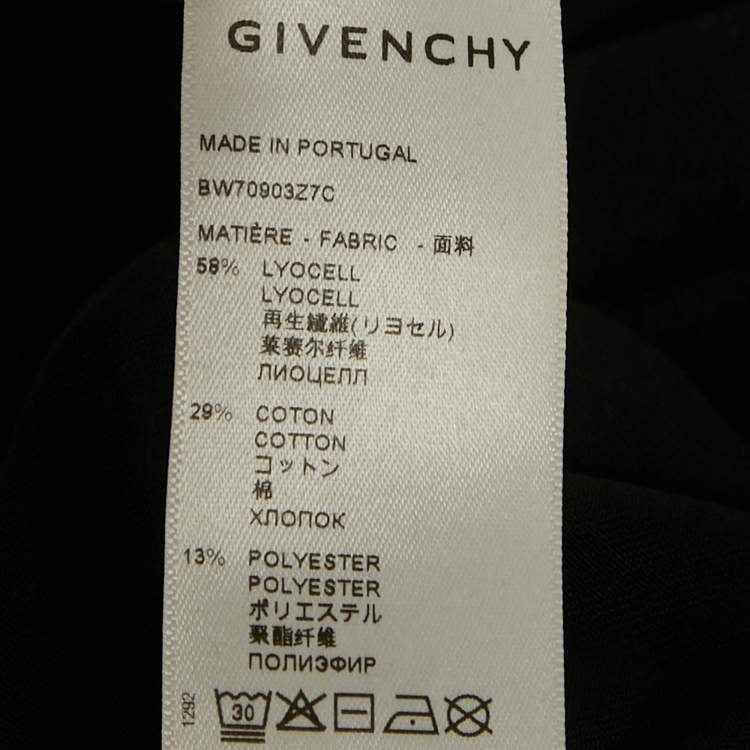 GIVENCHY
MADE IN PORTUGAL
BW70903Z7C
MATIÈRE - FABRIC - 面料
58% LYOCELL
LYOCELL
再生繊維(リヨセル)
莱赛尔纤维
ЛИОЦЕЛЛ
29% COTON
COTTON
コットン
棉
ХЛОПОК
13% POLYESTER
POLYESTER
ポリエステル
聚酯纤维
ПОЛИЭФИР
1292
30